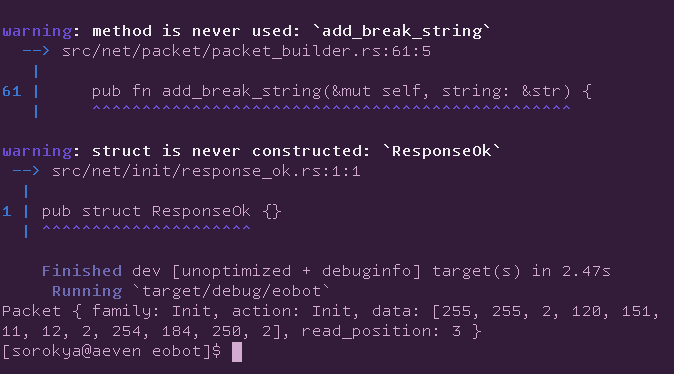 warning: method is never used: `add_break_string`
--> src/net/packet/packet_builder.rs:61:5
|
61 |     pub fn add_break_string(&mut self, string: &str) {
|     ^^^^^^^^^^^^^^^^^^^^^^^^^^^^^^^^^^^^^^^^^^^^^^^^
warning: struct is never constructed: `ResponseOk`
--> src/net/init/response_ok.rs:1:1
|
1 | pub struct ResponseOk {}
| ^^^^^^^^^^^^^^^^^^^^^
Finished dev [unoptimized + debuginfo] target(s) in 2.47s
Running `target/debug/eobot`
Packet { family: Init, action: Init, data: [255, 255, 2, 120, 151,
11, 12, 2, 254, 184, 250, 2], read_position: 3 }
[sorokya@aeven eobot]$